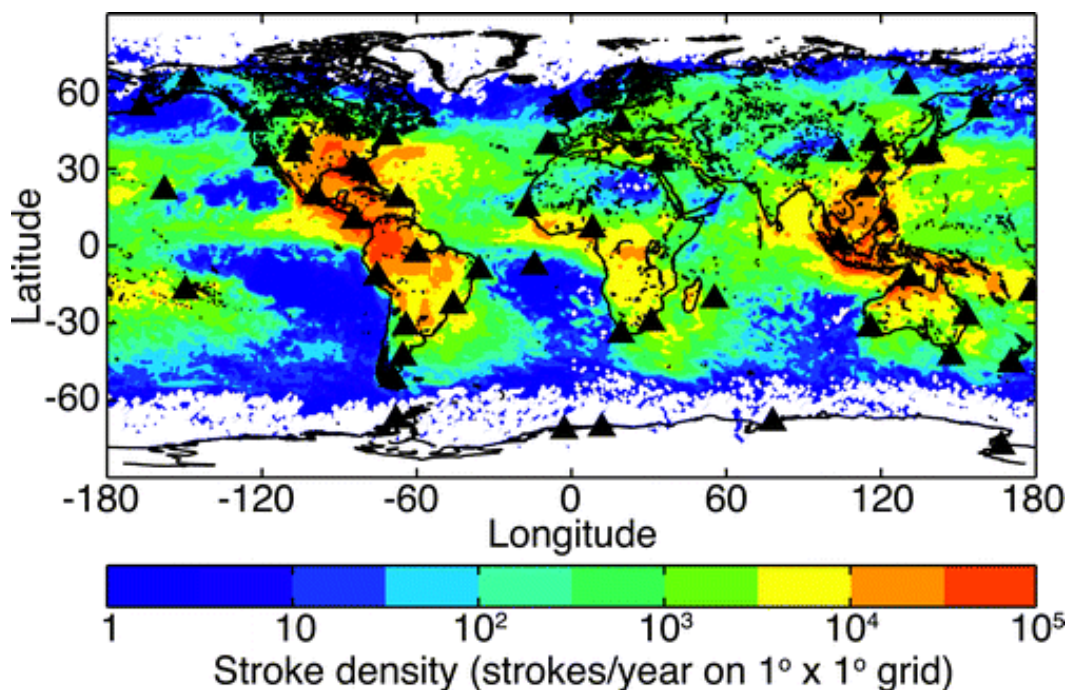 Latitude
60
30
0
-30
-60
-180 -120 -60 0 60 120 180
Longitude
1 10 10² 10³ 10⁴ 10⁵
Stroke density (strokes/year on 1° x 1° grid)